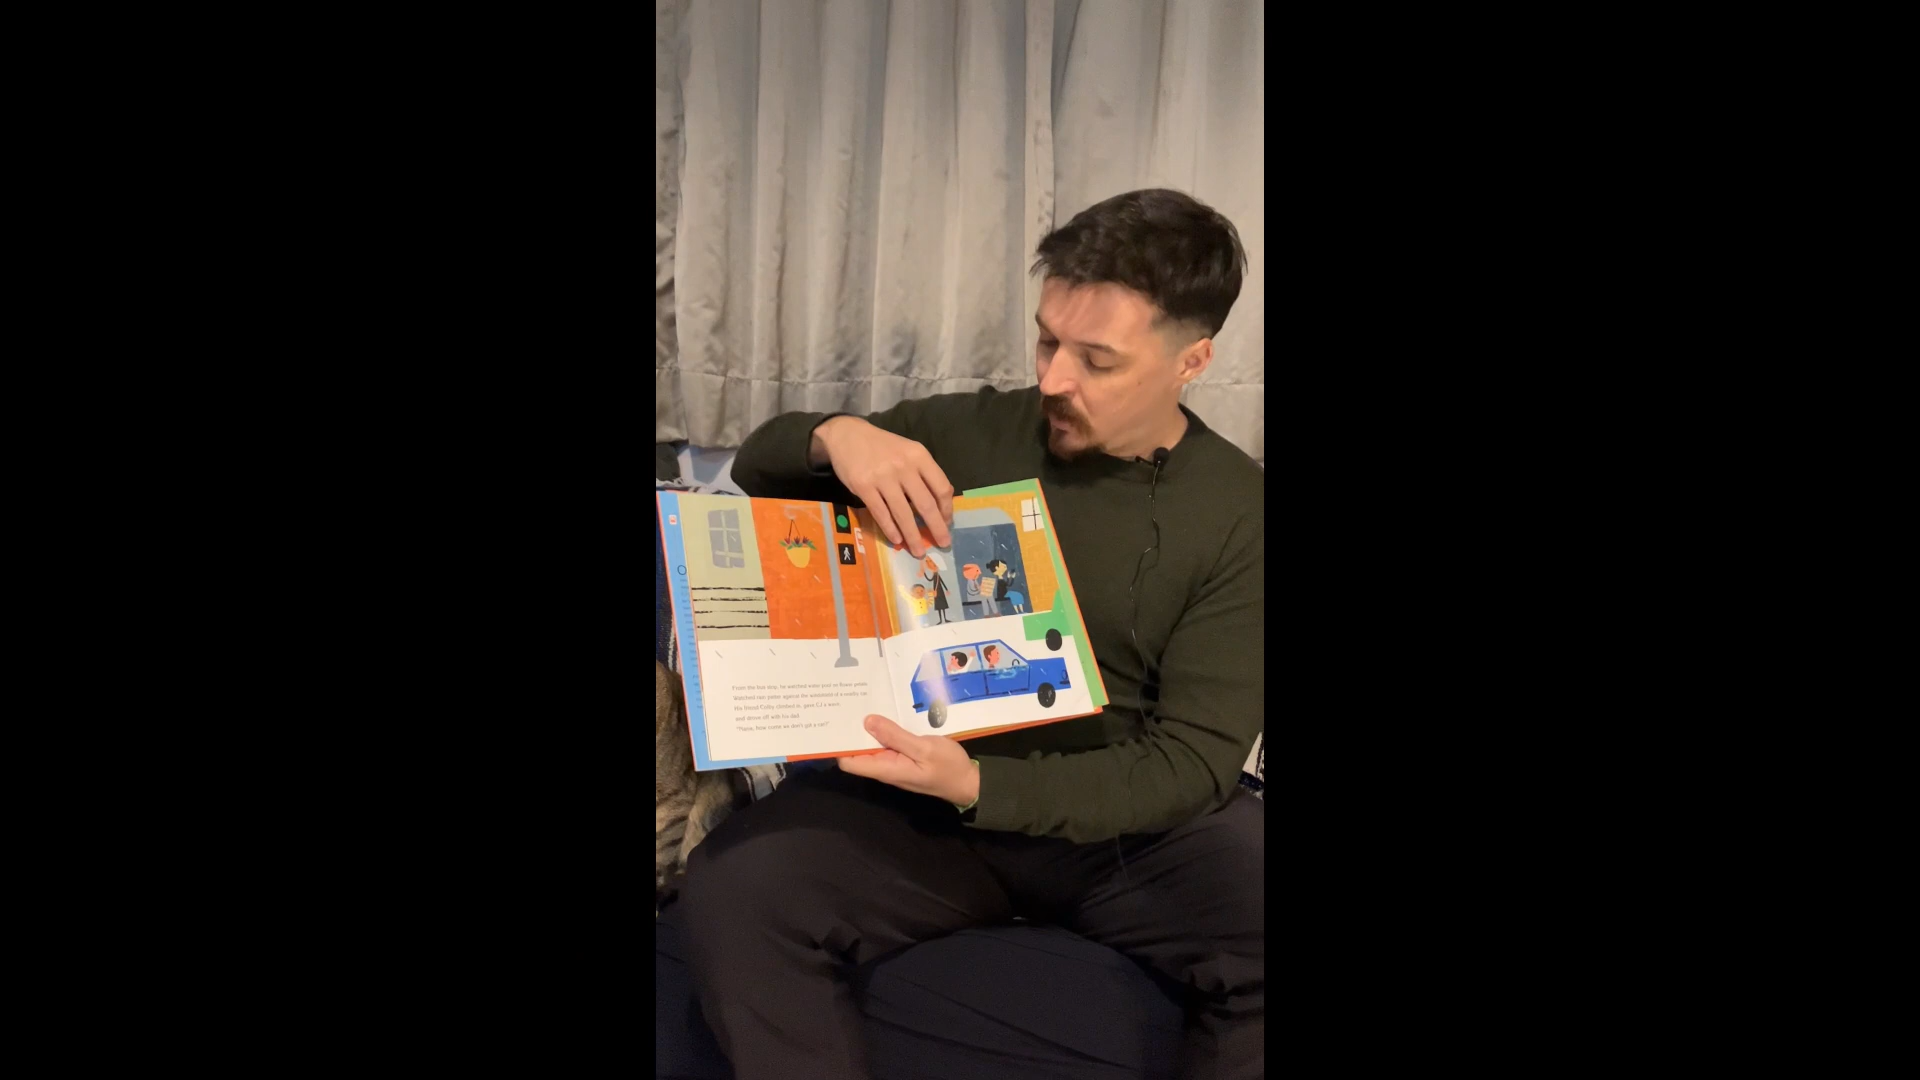 From the bus stop, he watched water pool on flower petals.
Watched rain patter against the windshield of a nearby car.
His friend Colby climbed in, gave CJ a wave,
and drove off with his dad.
"Nana, how come we don't got a car?"